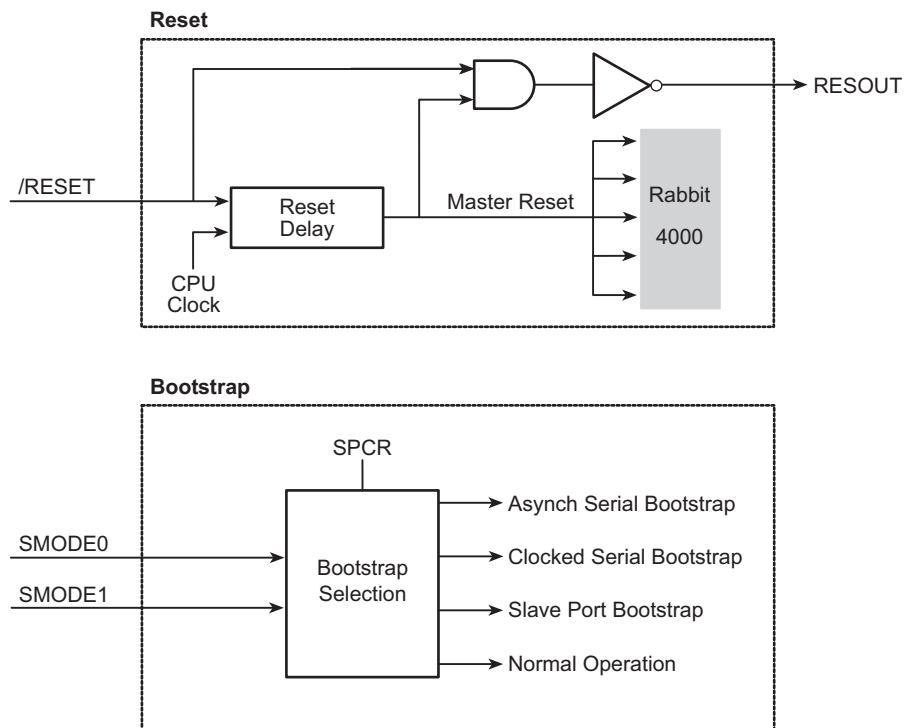 Reset
RESOUT
/RESET
Reset
Delay
Master Reset
Rabbit
4000
CPU
Clock
Bootstrap
SPCR
SMODE0
SMODE1
Bootstrap
Selection
Asynch Serial Bootstrap
Clocked Serial Bootstrap
Slave Port Bootstrap
Normal Operation